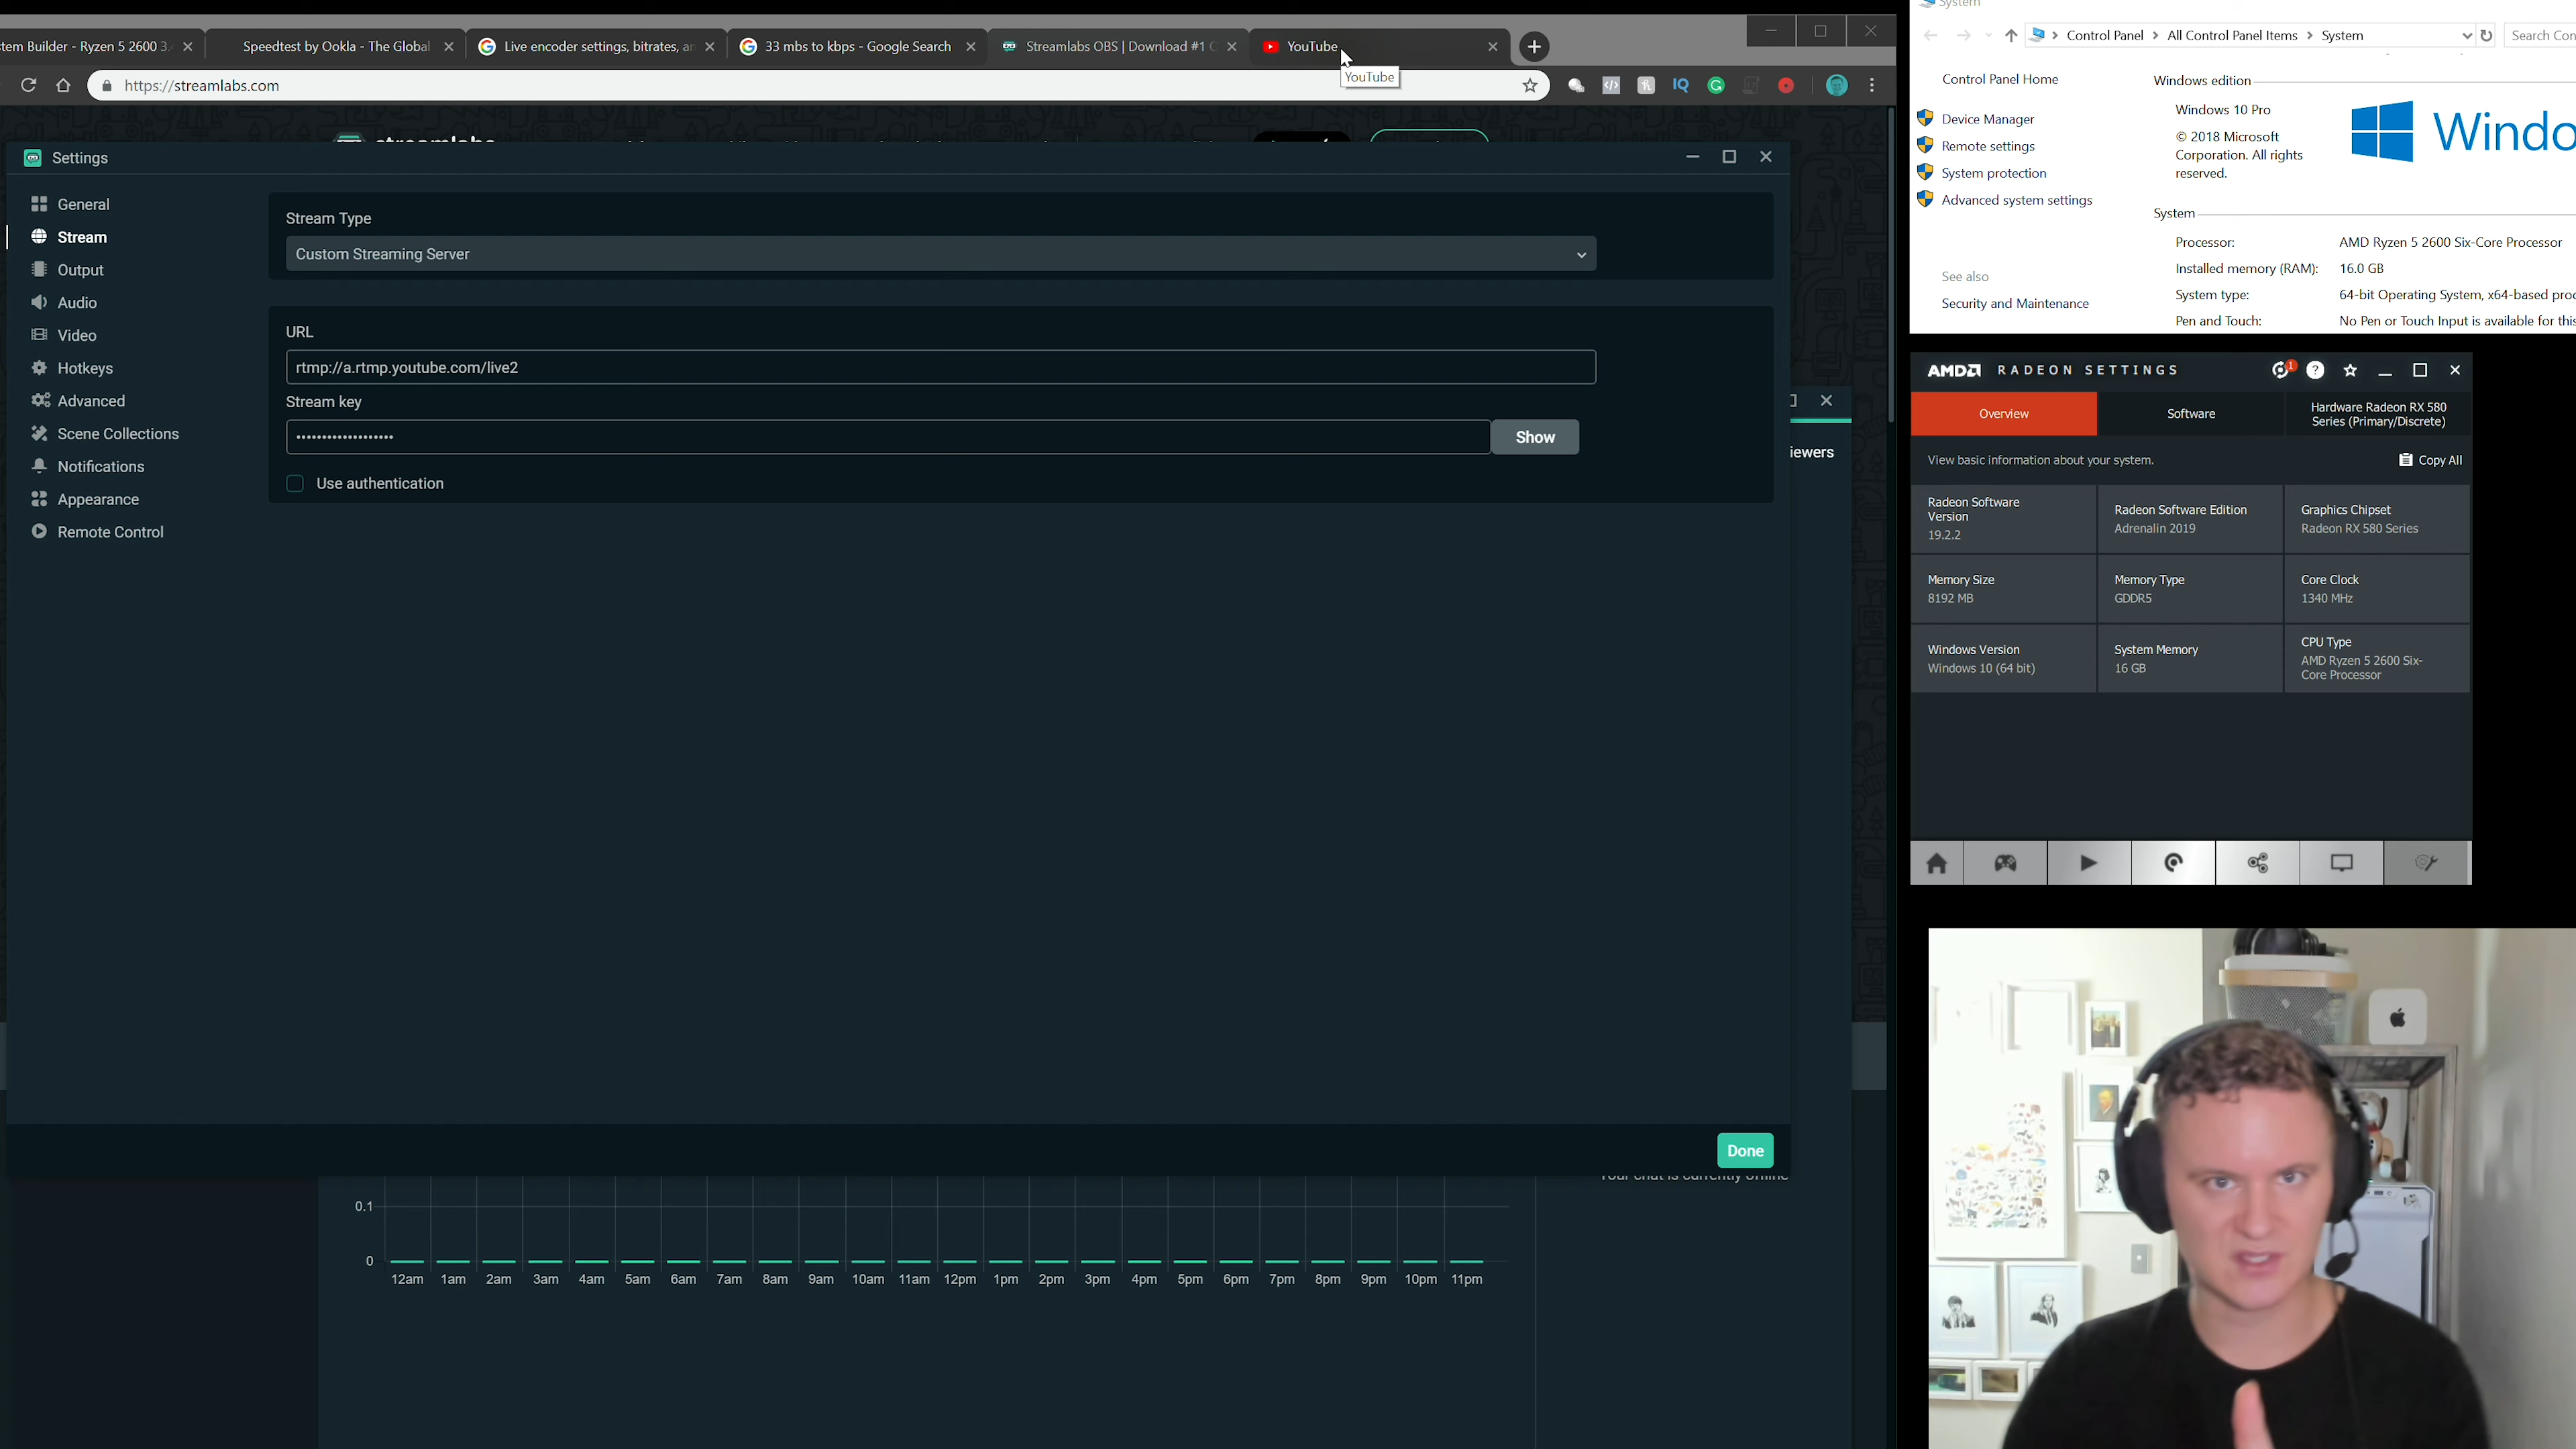 tem Builder - Ryzen 5 2600 3.
Speedtest by Ookla - The Global
Live encoder settings, bitrates, an
33 mbs to kbps - Google Search
Streamlabs OBS | Download #1 C
YouTube
https://streamlabs.com
YouTube
Settings
General
Stream
Output
Audio
Video
Hotkeys
Advanced
Scene Collections
Notifications
Appearance
Remote Control
Stream Type
Custom Streaming Server
URL
rtmp://a.rtmp.youtube.com/live2
Stream key
••••••••••••••••••• Show
Use authentication
iewers
Done
Your chat is currently offline
0.1
0
12am 1am 2am 3am 4am 5am 6am 7am 8am 9am 10am 11am 12pm 1pm 2pm 3pm 4pm 5pm 6pm 7pm 8pm 9pm 10pm 11pm
System
Control Panel > All Control Panel Items > System
Search Con
Control Panel Home
Device Manager
Remote settings
System protection
Advanced system settings
See also
Security and Maintenance
Windows edition
Windows 10 Pro
© 2018 Microsoft
Corporation. All rights
reserved.
Windo
System
Processor: AMD Ryzen 5 2600 Six-Core Processor
Installed memory (RAM): 16.0 GB
System type: 64-bit Operating System, x64-based proc
Pen and Touch: No Pen or Touch Input is available for this
AMD RADEON SETTINGS
1
Overview
Software
Hardware Radeon RX 580
Series (Primary/Discrete)
View basic information about your system.
Copy All
Radeon Software
Version
19.2.2
Radeon Software Edition
Adrenalin 2019
Graphics Chipset
Radeon RX 580 Series
Memory Size
8192 MB
Memory Type
GDDR5
Core Clock
1340 MHz
Windows Version
Windows 10 (64 bit)
System Memory
16 GB
CPU Type
AMD Ryzen 5 2600 Six-
Core Processor